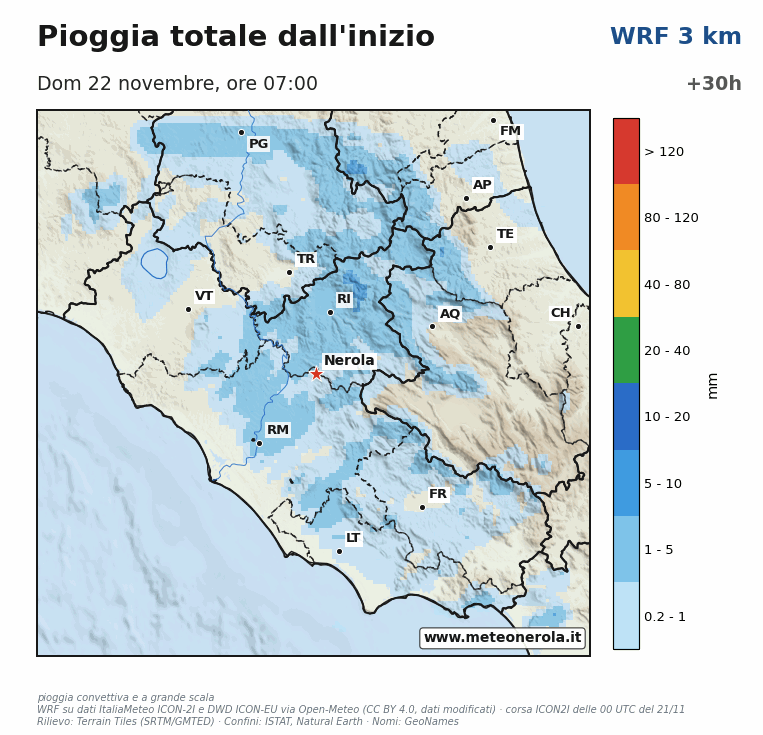 Pioggia totale dall'inizio
WRF 3 km
Dom 22 novembre, ore 07:00
+30h
FM
PG
AP
TE
TR
VT
RI
AQ
CH.
Nerola
RM
FR
LT
www.meteonerola.it
> 120
80 - 120
40 - 80
20 - 40
10 - 20
5 - 10
1 - 5
0.2 - 1
mm
pioggia convettiva e a grande scala
WRF su dati ItaliaMeteo ICON-2I e DWD ICON-EU via Open-Meteo (CC BY 4.0, dati modificati) · corsa ICON2I delle 00 UTC del 21/11
Rilievo: Terrain Tiles (SRTM/GMTED) · Confini: ISTAT, Natural Earth · Nomi: GeoNames